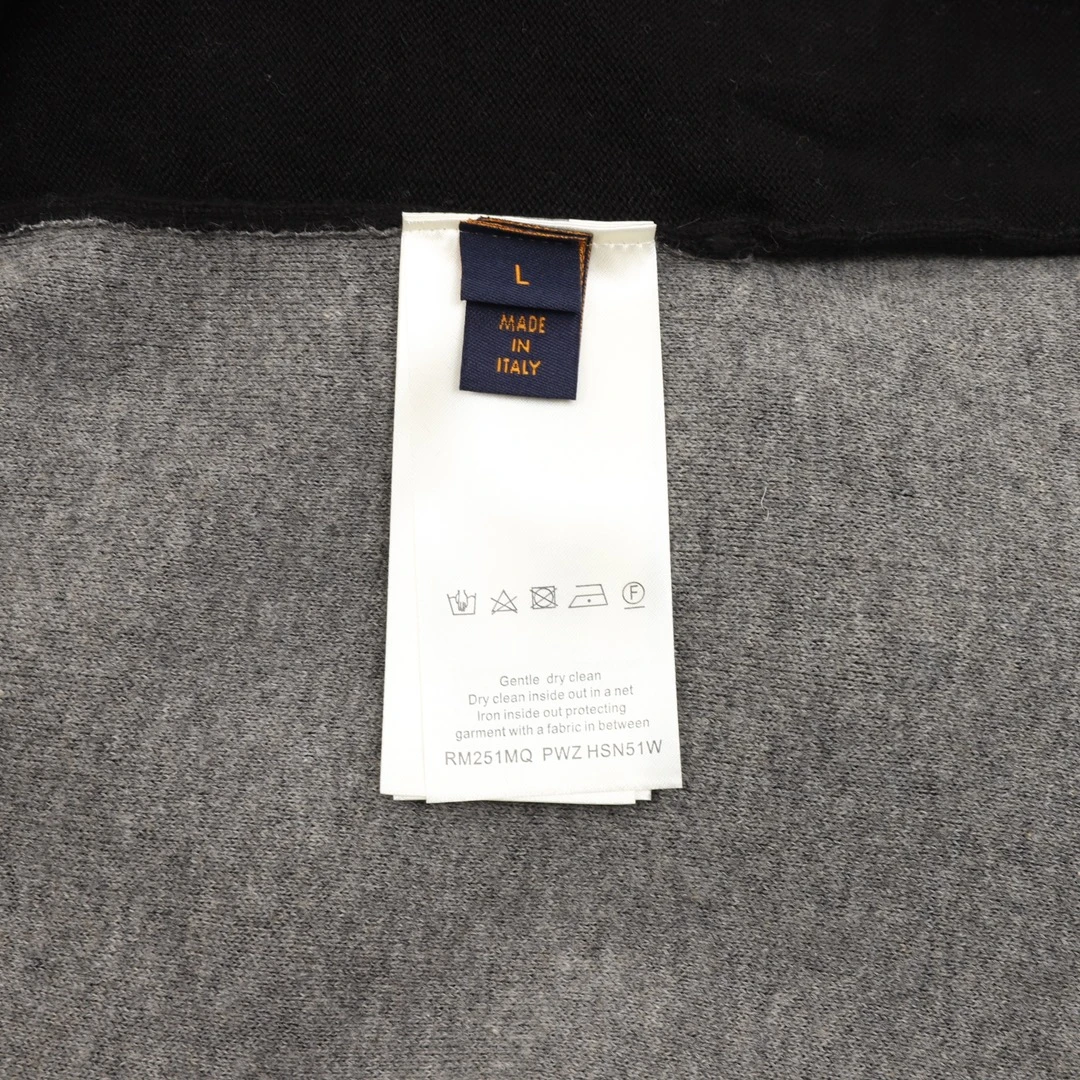 L
MADE
IN
ITALY
F
Gentle dry clean
Dry clean inside out in a net
Iron inside out protecting
garment with a fabric in between
RM251MQ PWZ HSN51W